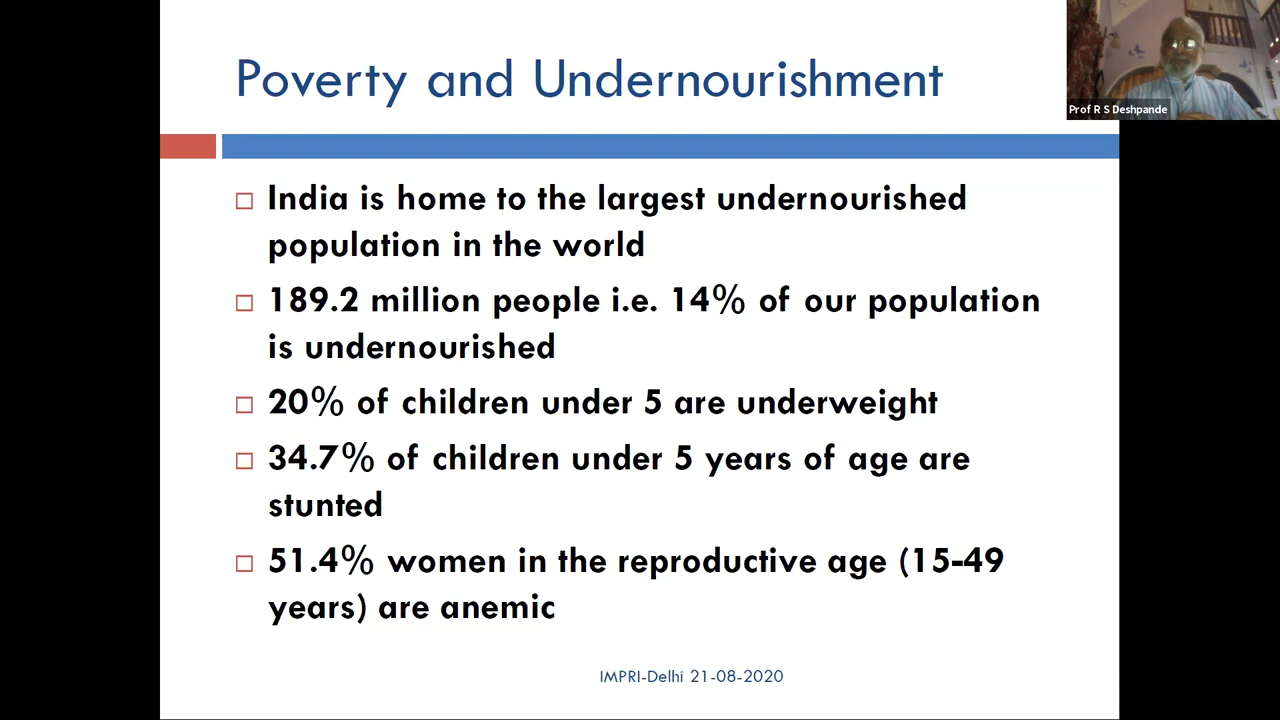 Poverty and Undernourishment
Prof R S Deshpande
□ India is home to the largest undernourished
population in the world
□ 189.2 million people i.e. 14% of our population
is undernourished
□ 20% of children under 5 are underweight
□ 34.7% of children under 5 years of age are
stunted
□ 51.4% women in the reproductive age (15-49
years) are anemic
IMPRI-Delhi 21-08-2020